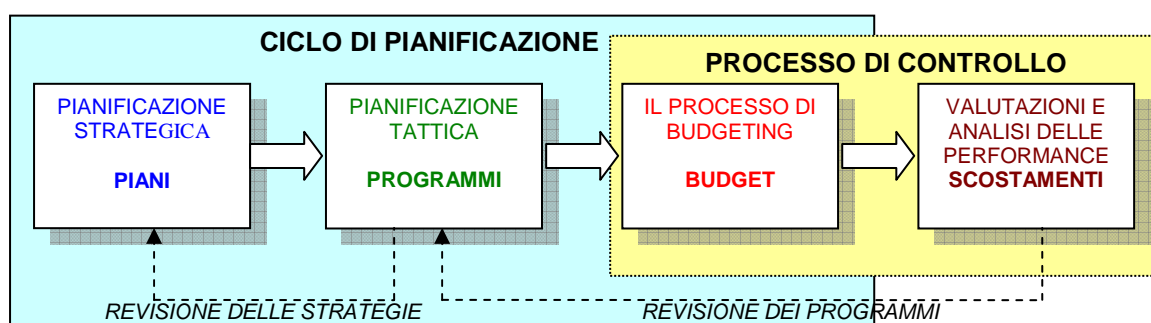 CICLO DI PIANIFICAZIONE
PROCESSO DI CONTROLLO
PIANIFICAZIONE
STRATEGICA
PIANI
PIANIFICAZIONE
TATTICA
PROGRAMMI
IL PROCESSO DI
BUDGETING
BUDGET
VALUTAZIONI E
ANALISI DELLE
PERFORMANCE
SCOSTAMENTI
REVISIONE DELLE STRATEGIE
REVISIONE DEI PROGRAMMI